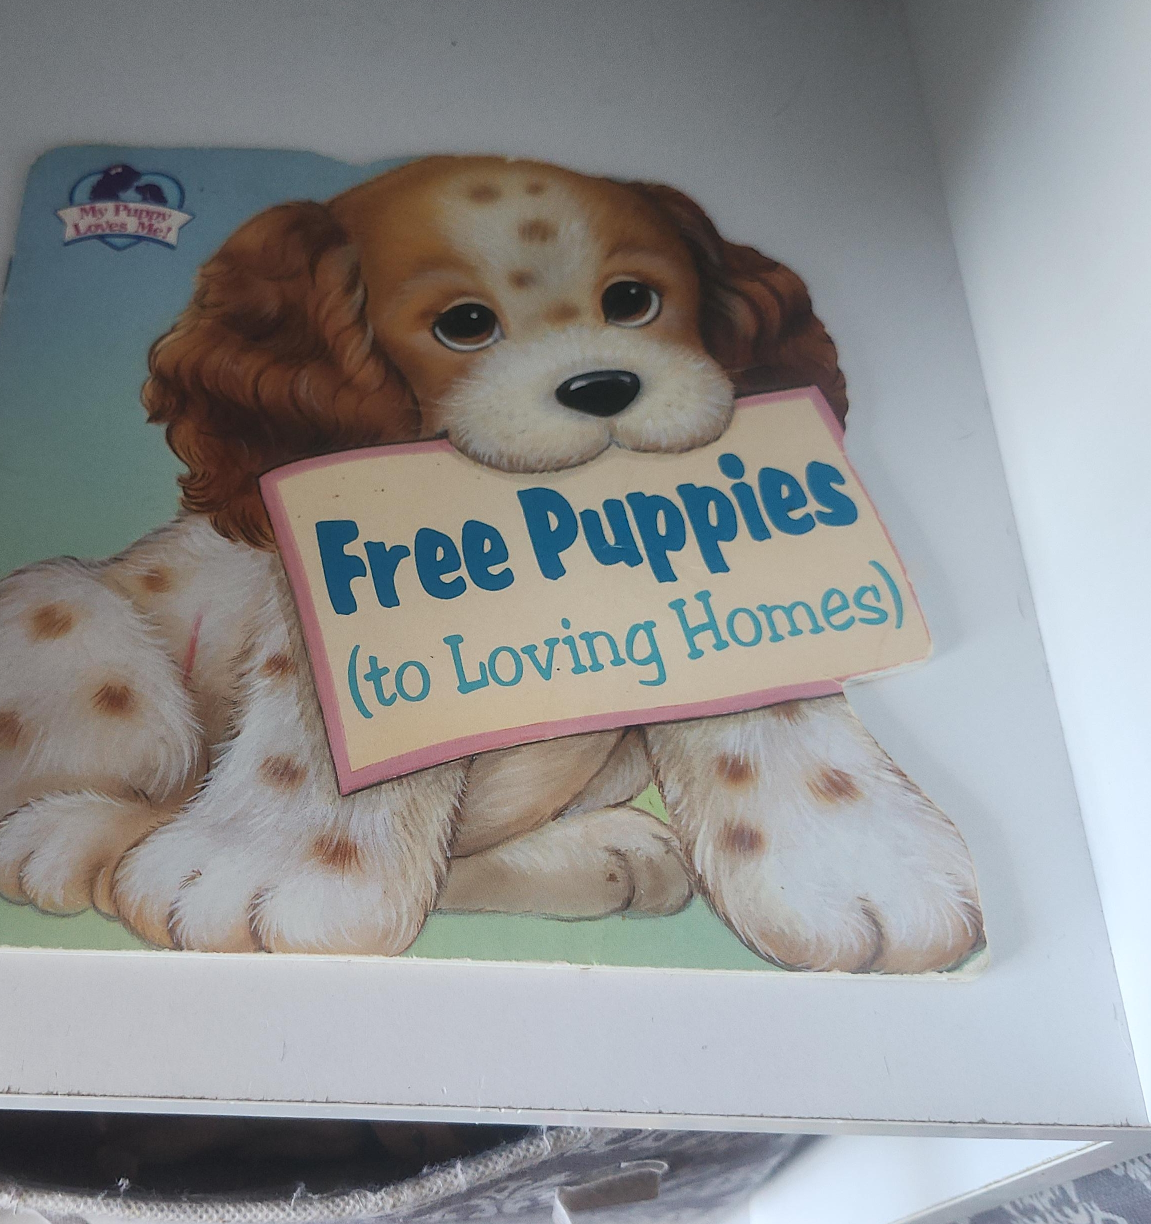 My Puppy
Loves Me!
Free Puppies
(to Loving Homes)